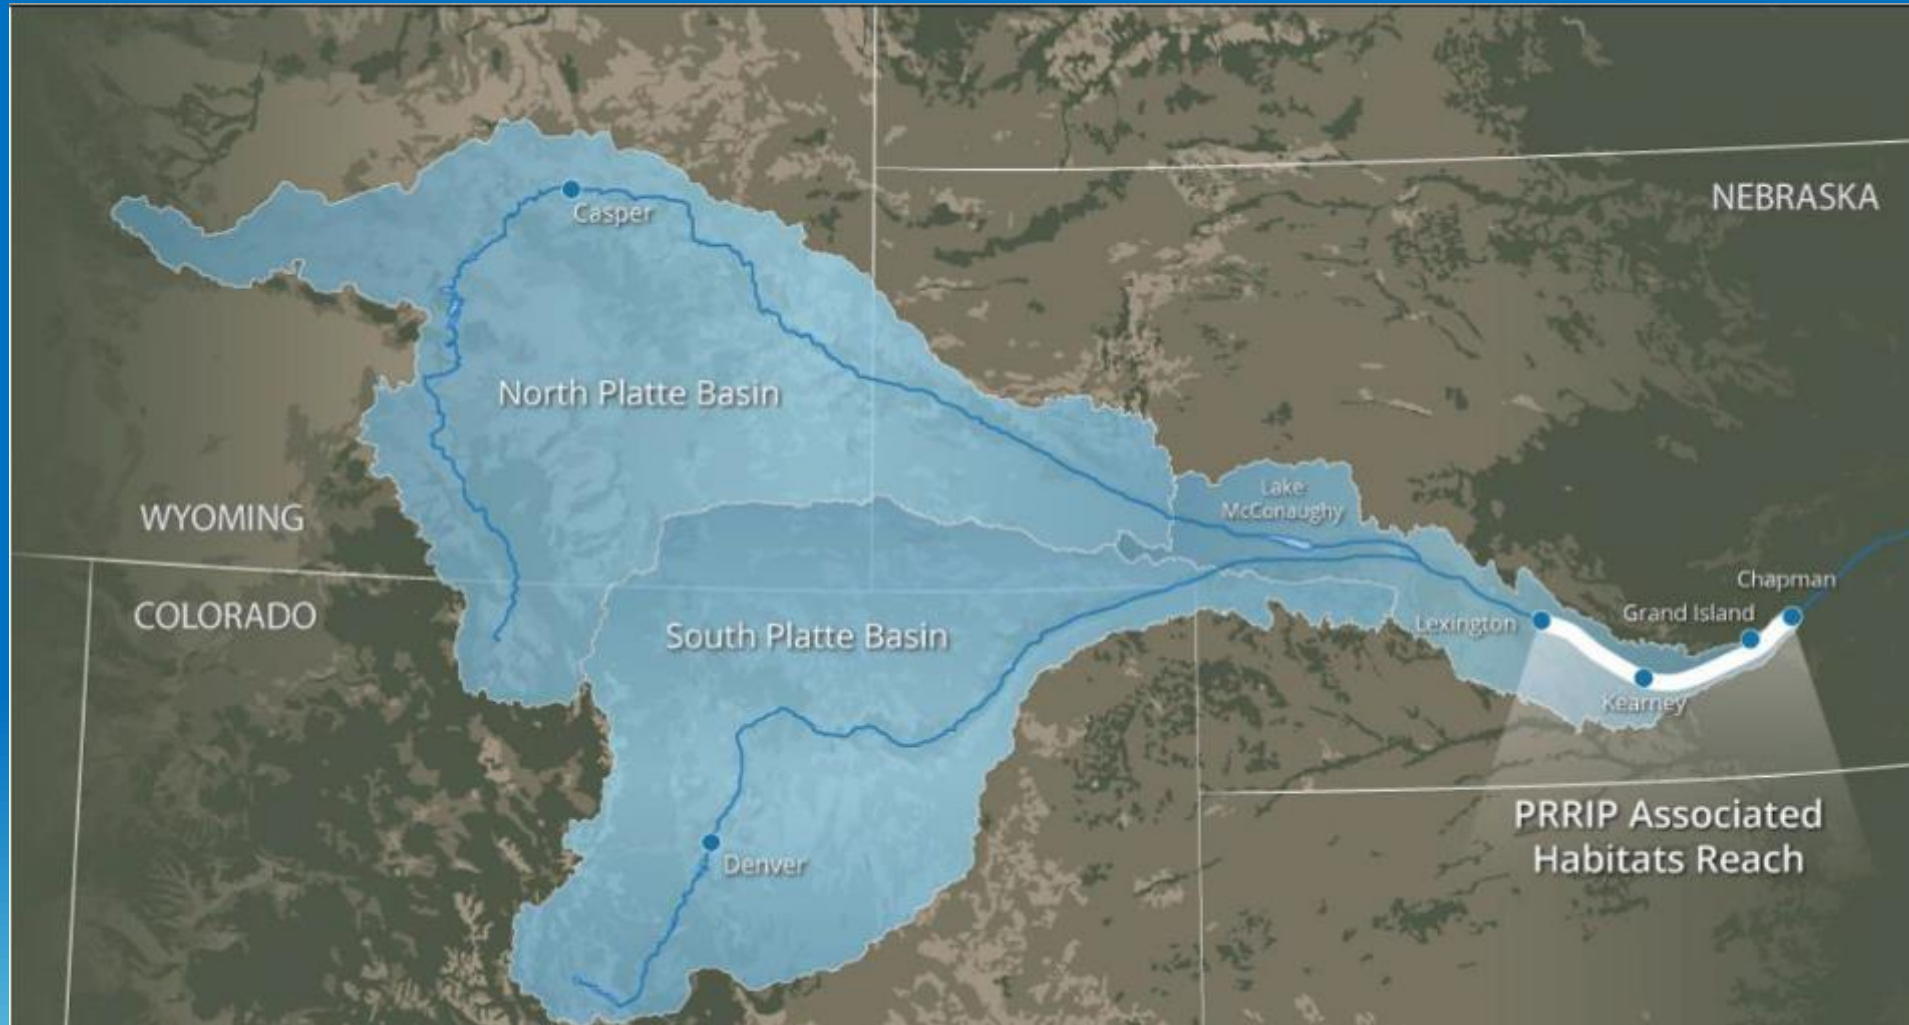 NEBRASKA
Casper
North Platte Basin
Lake
McConaughy
WYOMING
COLORADO
Chapman
Grand Island
Lexington
South Platte Basin
Kearney
Denver
PRRIP Associated
Habitats Reach